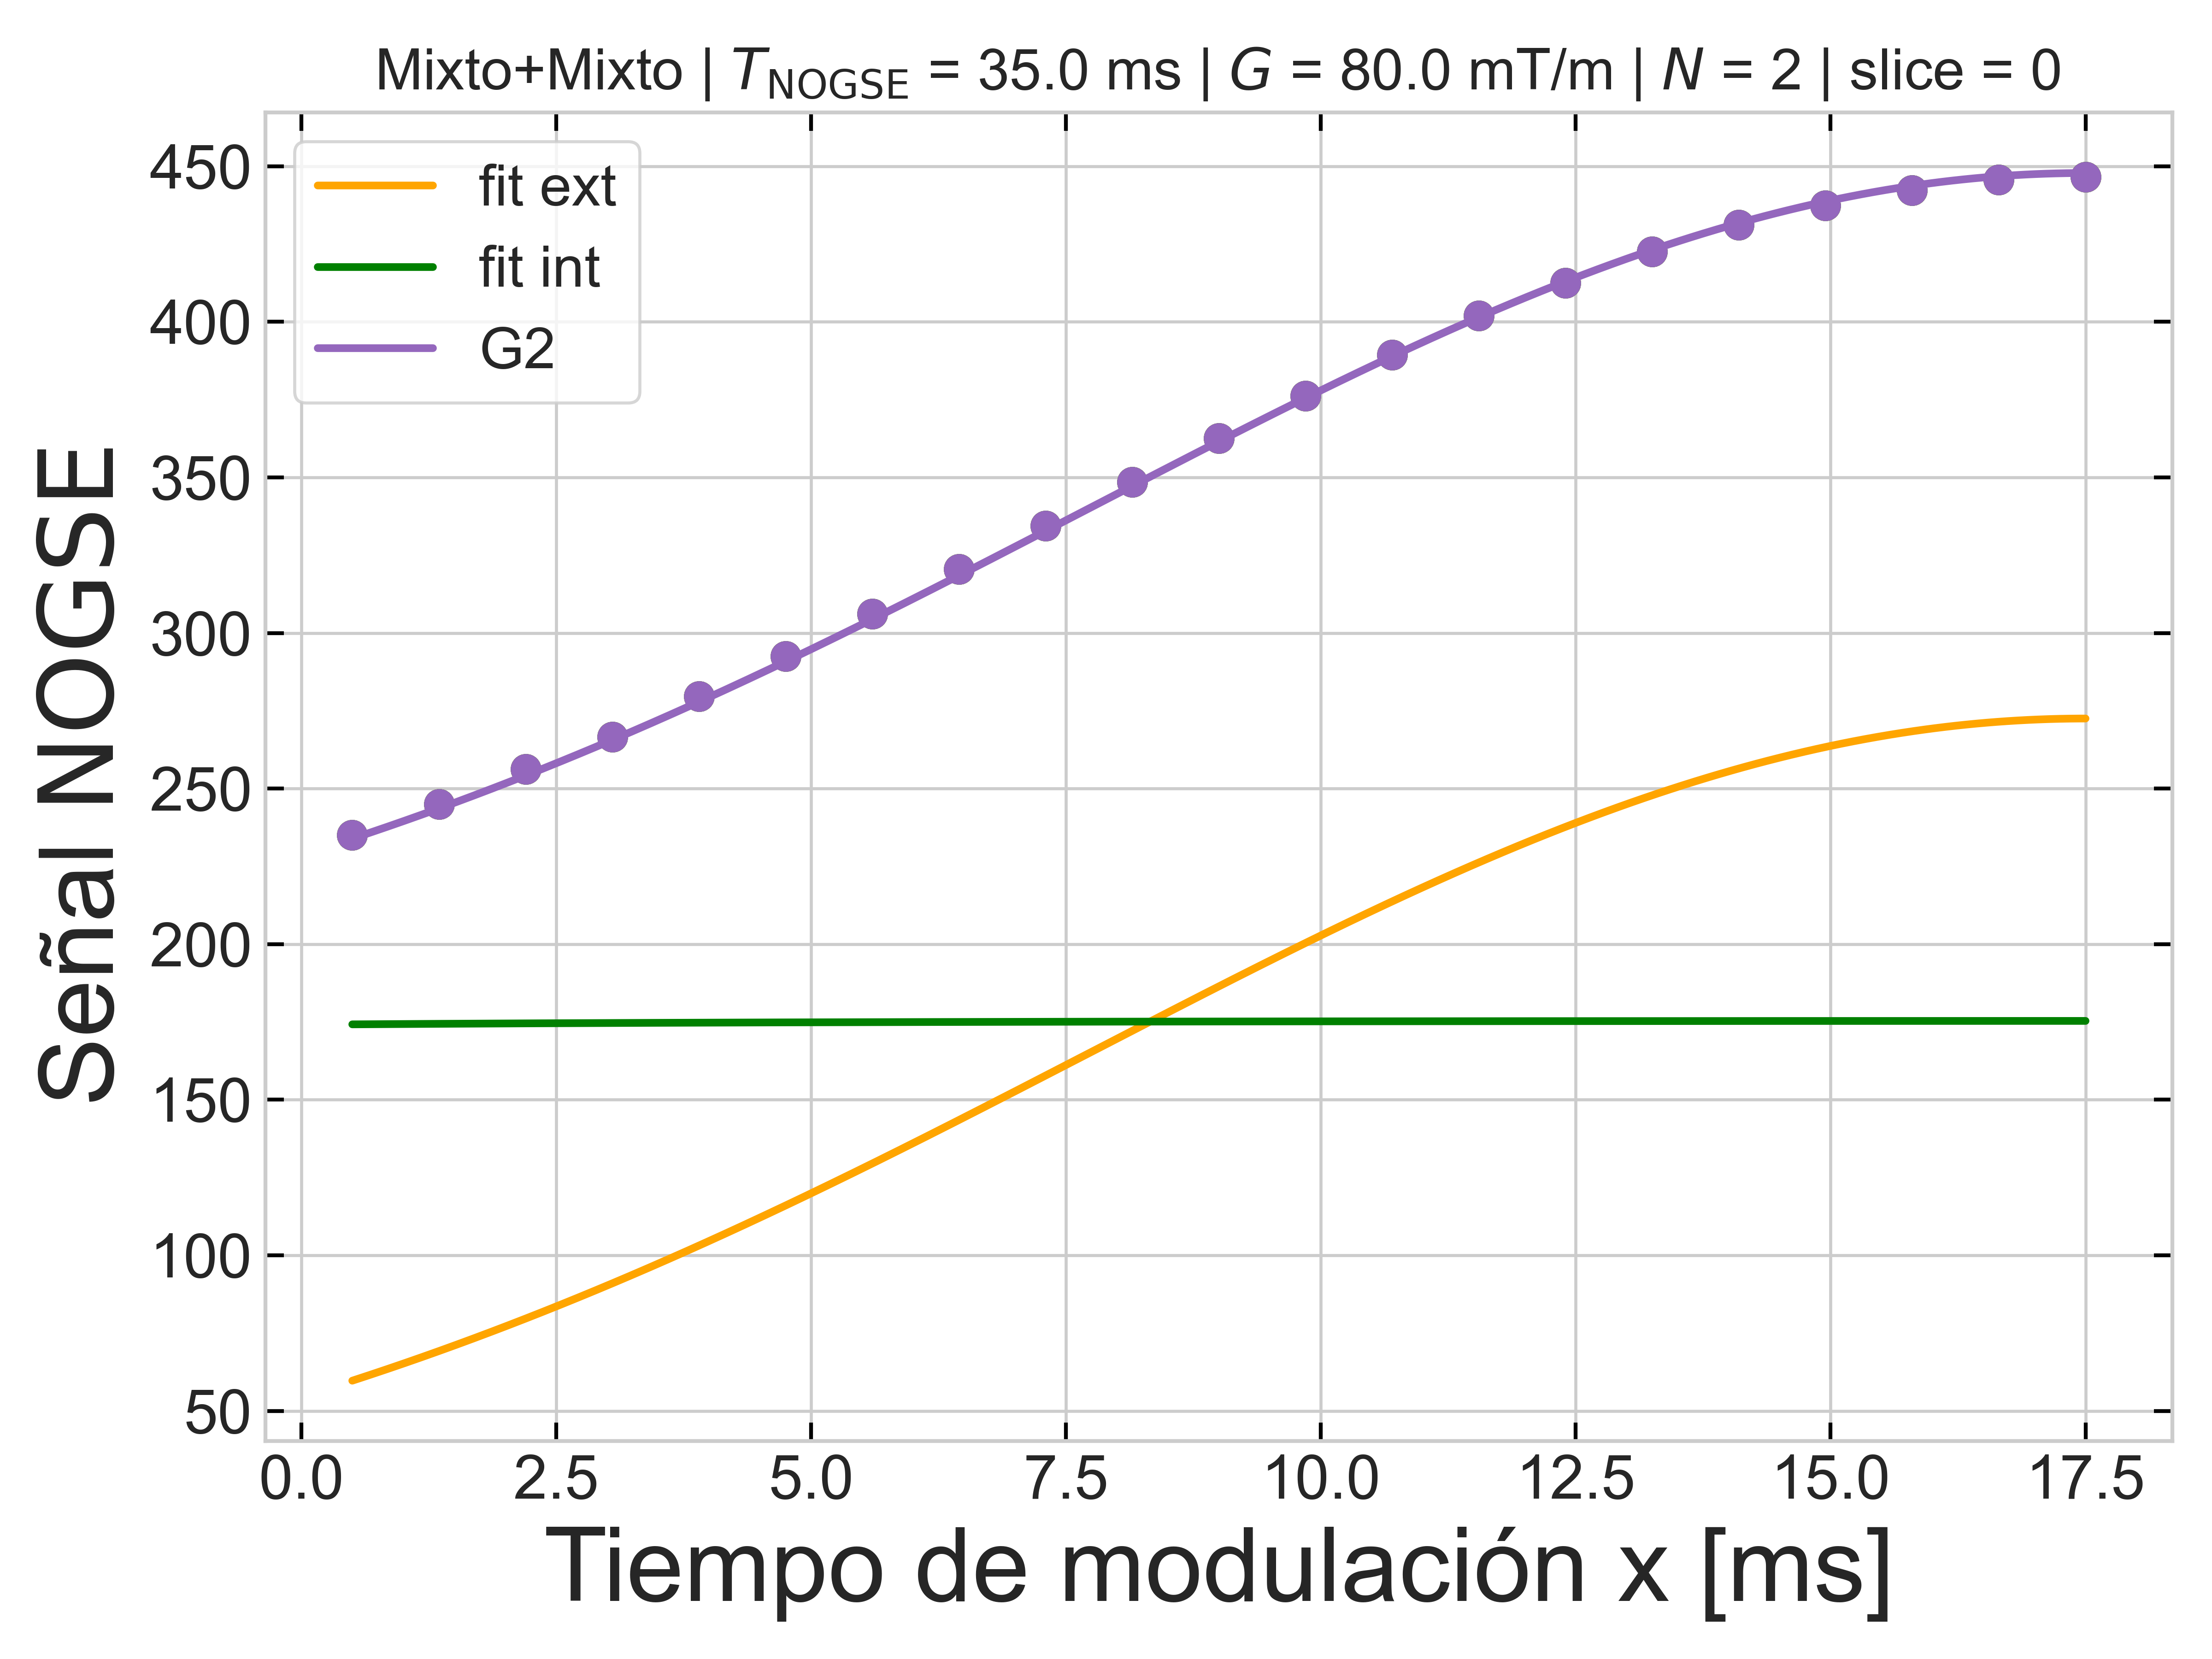 Mixto+Mixto | T_NOGSE = 35.0 ms | G = 80.0 mT/m | N = 2 | slice = 0
fit ext
fit int
G2
Señal NOGSE
450
400
350
300
250
200
150
100
50
0.0 2.5 5.0 7.5 10.0 12.5 15.0 17.5
Tiempo de modulación x [ms]